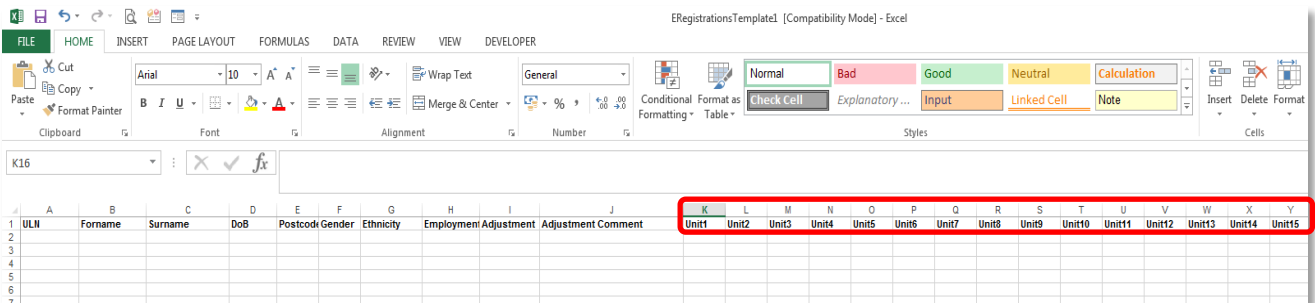 ERegistrationsTemplate1 [Compatibility Mode] - Excel
FILE HOME INSERT PAGE LAYOUT FORMULAS DATA REVIEW VIEW DEVELOPER
Paste
Cut
Copy
Format Painter
Clipboard
Arial 10
B I U
Font
Wrap Text
Merge & Center
Alignment
General
% ,
Number
Conditional Formatting
Format as Table
Normal Bad Good Neutral Calculation
Check Cell Explanatory ... Input Linked Cell Note
Styles
Insert Delete Format
Cells
K16 fx
A B C D E F G H I J K L M N O P Q R S T U V W X Y
1 ULN Forname Surname DoB Postcod Gender Ethnicity Employment Adjustment Adjustment Comment Unit1 Unit2 Unit3 Unit4 Unit5 Unit6 Unit7 Unit8 Unit9 Unit10 Unit11 Unit12 Unit13 Unit14 Unit15
2
3
4
5
6
7